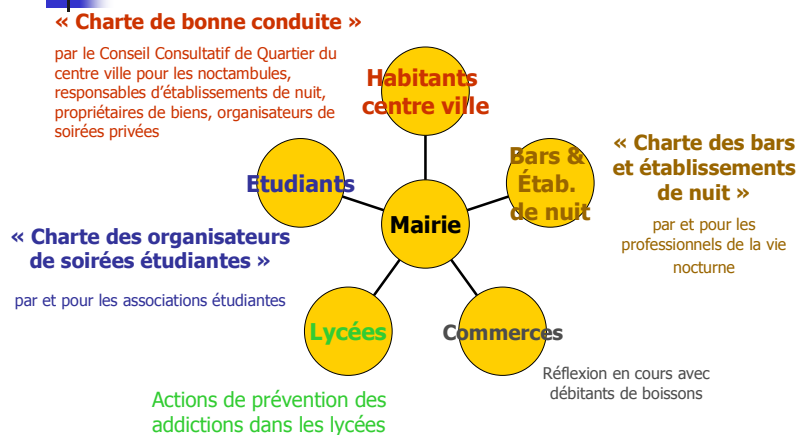 « Charte de bonne conduite »
par le Conseil Consultatif de Quartier du
centre ville pour les noctambules,
responsables d'établissements de nuit,
propriétaires de biens, organisateurs de
soirées privées
Habitants
centre ville
Bars &
Étab.
de nuit
« Charte des bars
et établissements
de nuit »
par et pour les
professionnels de la vie
nocturne
Etudiants
Mairie
« Charte des organisateurs
de soirées étudiantes »
par et pour les associations étudiantes
Lycées
Commerces
Réflexion en cours avec
débitants de boissons
Actions de prévention des
addictions dans les lycées